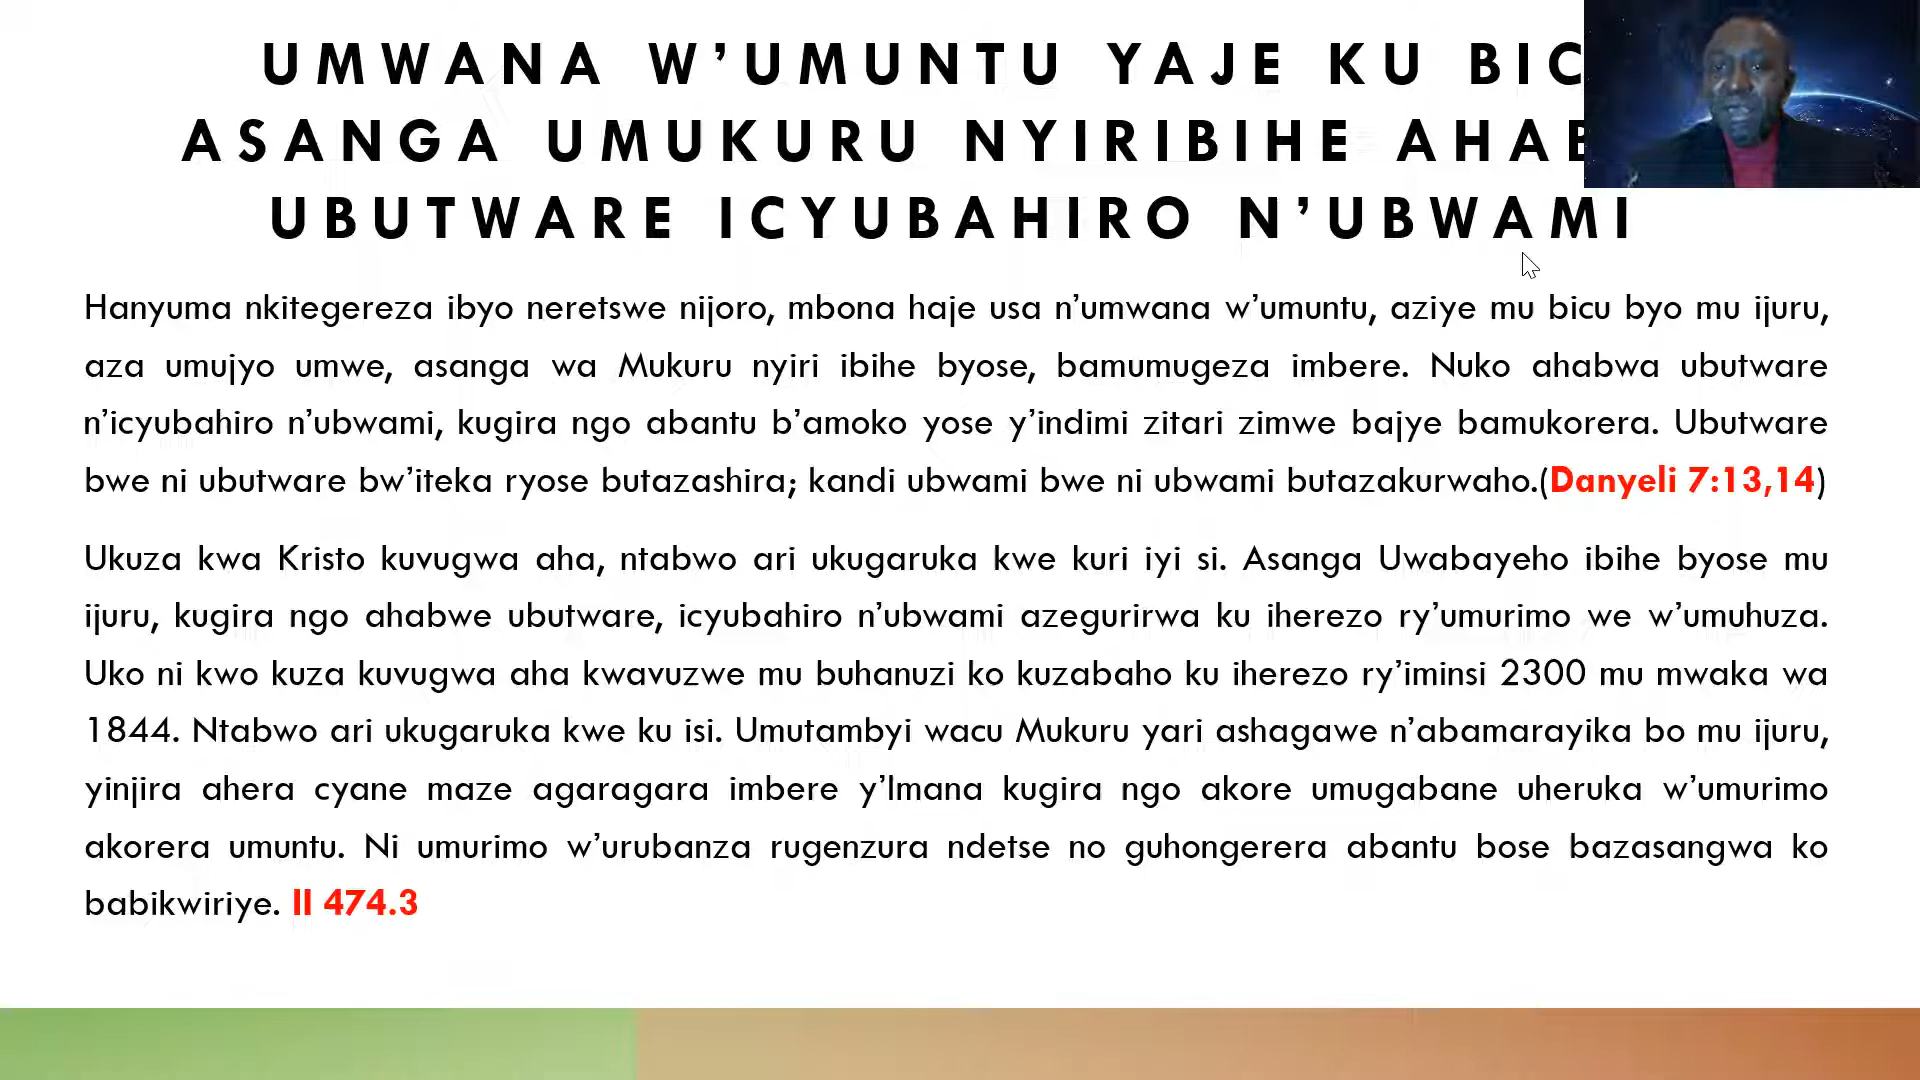 UMWANA W’UMUNTU YAJE KU
ASANGA UMUKURU NYIRIBIHE
UBUTWARE ICYUBAHIRO N’UBWAMI
Hanyuma nkitegereza ibyo neretswe nijoro, mbona haje usa n’umwana w’umuntu, aziye mu bicu byo mu ijuru,
aza umujyo umwe, asanga wa Mukuru nyiri ibihe byose, bamumugeza imbere. Nuko ahabwa ubutware
n’icyubahiro n’ubwami, kugira ngo abantu b’amoko yose y’indimi zitari zimwe bajye bamukorera. Ubutware
bwe ni ubutware bw’iteka ryose butazashira; kandi ubwami bwe ni ubwami butazakurwaho.(Danyeli 7:13,14)
Ukuza kwa Kristo kuvugwa aha, ntabwo ari ukugaruka kwe kuri iyi si. Asanga Uwabayeho ibihe byose mu
ijuru, kugira ngo ahabwe ubutware, icyubahiro n’ubwami azegurirwa ku iherezo ry’umurimo we w’umuhuza.
Uko ni kwo kuza kuvugwa aha kwavuzwe mu buhanuzi ko kuzabaho ku iherezo ry’iminsi 2300 mu mwaka wa
1844. Ntabwo ari ukugaruka kwe ku isi. Umutambyi wacu Mukuru yari ashagawe n’abamarayika bo mu ijuru,
yinjira ahera cyane maze agaragara imbere y’Imana kugira ngo akore umugabane uheruka w’umurimo
akorera umuntu. Ni umurimo w’urubanza rugenzura ndetse no guhongerera abantu bose bazasangwa ko
babikwiriye. II 474.3